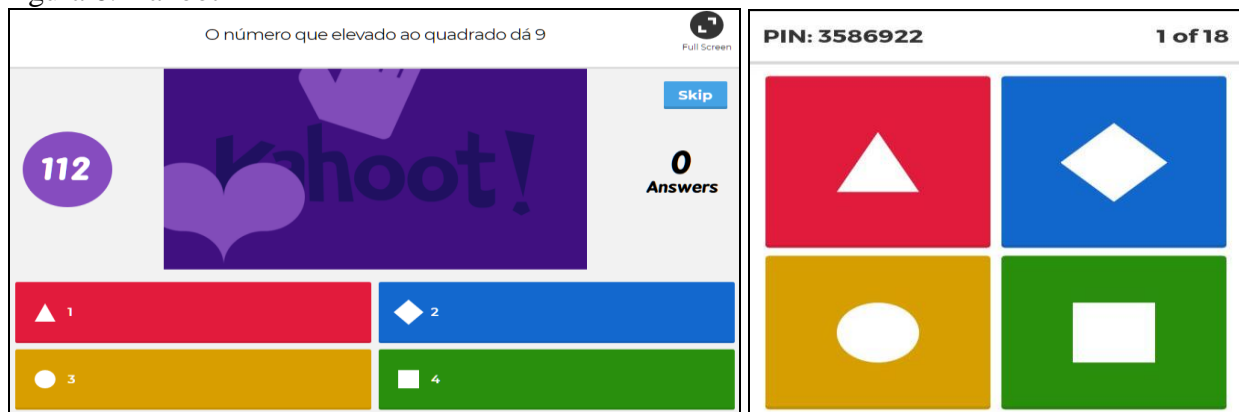 O número que elevado ao quadrado dá 9
Full Screen
Skip
112
Kahoot!
0
Answers
1
2
3
4
PIN: 3586922
1 of 18